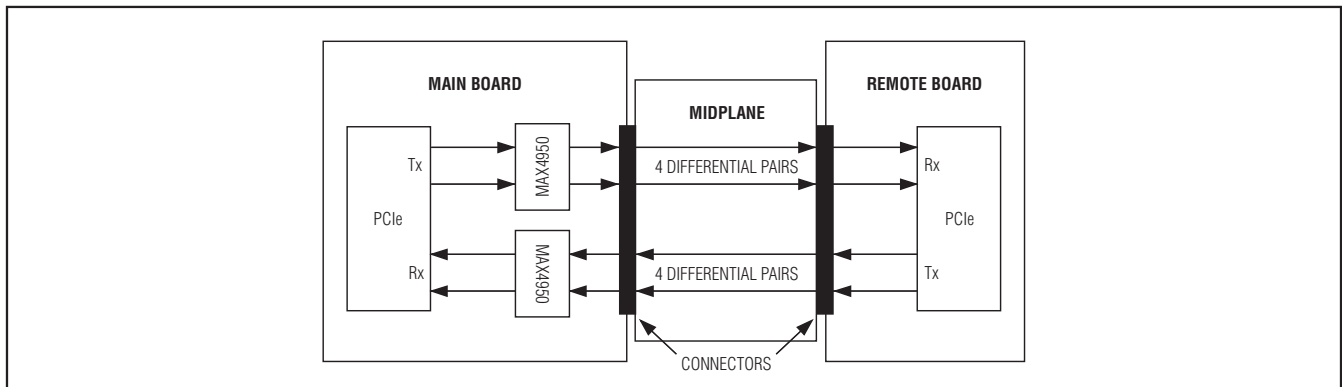 MAIN BOARD
REMOTE BOARD
MIDPLANE
Tx
MAX4950
4 DIFFERENTIAL PAIRS
Rx
PCIe
PCIe
Rx
MAX4950
4 DIFFERENTIAL PAIRS
Tx
CONNECTORS